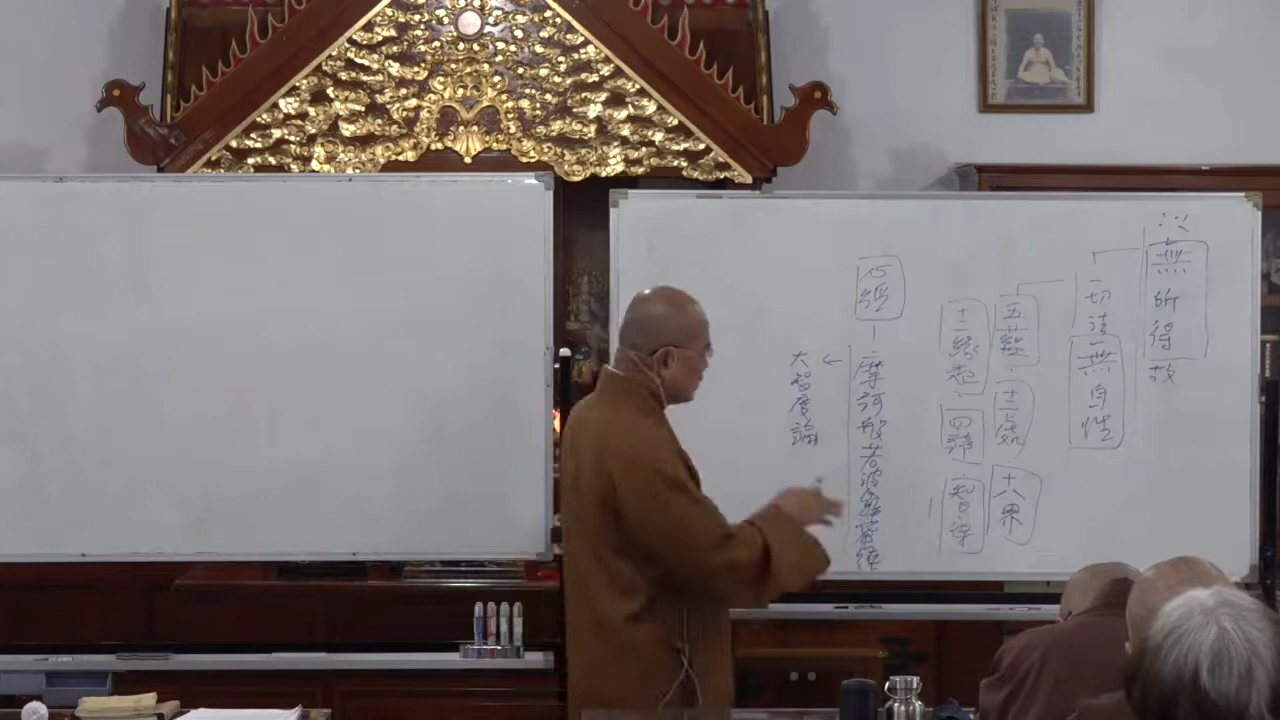 以無所得故
一切法無自性
五蘊 十二處 十八界
十二緣起 四諦 智得
心經 摩訶般若波羅蜜經
大智度論